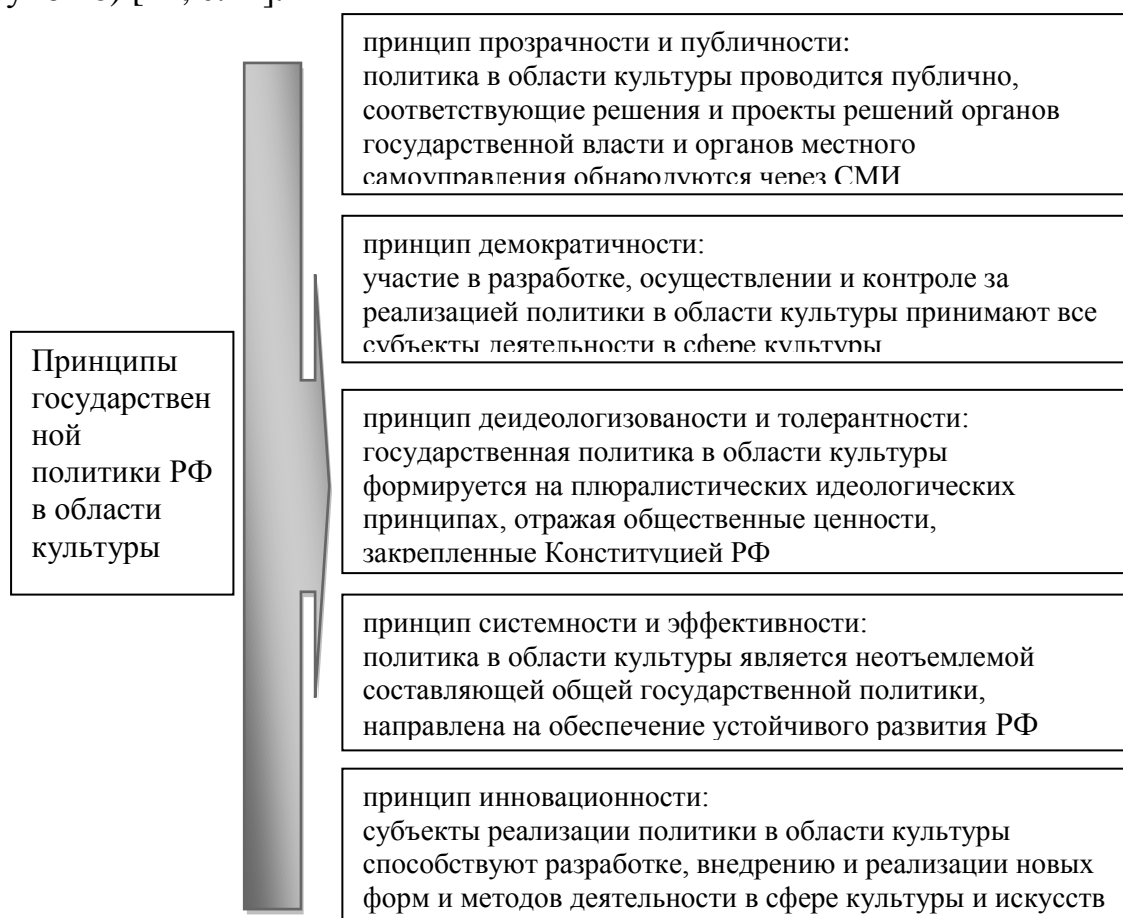 принцип прозрачности и публичности:
политика в области культуры проводится публично,
соответствующие решения и проекты решений органов
государственной власти и органов местного
самоуправления обнародуются через СМИ
принцип демократичности:
участие в разработке, осуществлении и контроле за
реализацией политики в области культуры принимают все
субъекты деятельности в сфере культуры
Принципы
государствен
ной
политики РФ
в области
культуры
принцип деидеологизованости и толерантности:
государственная политика в области культуры
формируется на плюралистических идеологических
принципах, отражая общественные ценности,
закрепленные Конституцией РФ
принцип системности и эффективности:
политика в области культуры является неотъемлемой
составляющей общей государственной политики,
направлена на обеспечение устойчивого развития РФ
принцип инновационности:
субъекты реализации политики в области культуры
способствуют разработке, внедрению и реализации новых
форм и методов деятельности в сфере культуры и искусств